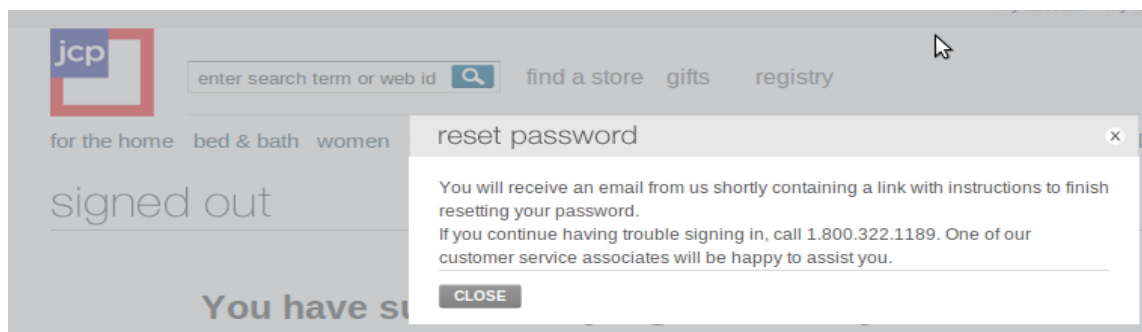 jcp
enter search term or web id
find a store gifts registry
for the home bed & bath women
reset password
signed out
You will receive an email from us shortly containing a link with instructions to finish
resetting your password.
If you continue having trouble signing in, call 1.800.322.1189. One of our
customer service associates will be happy to assist you.
CLOSE
You have